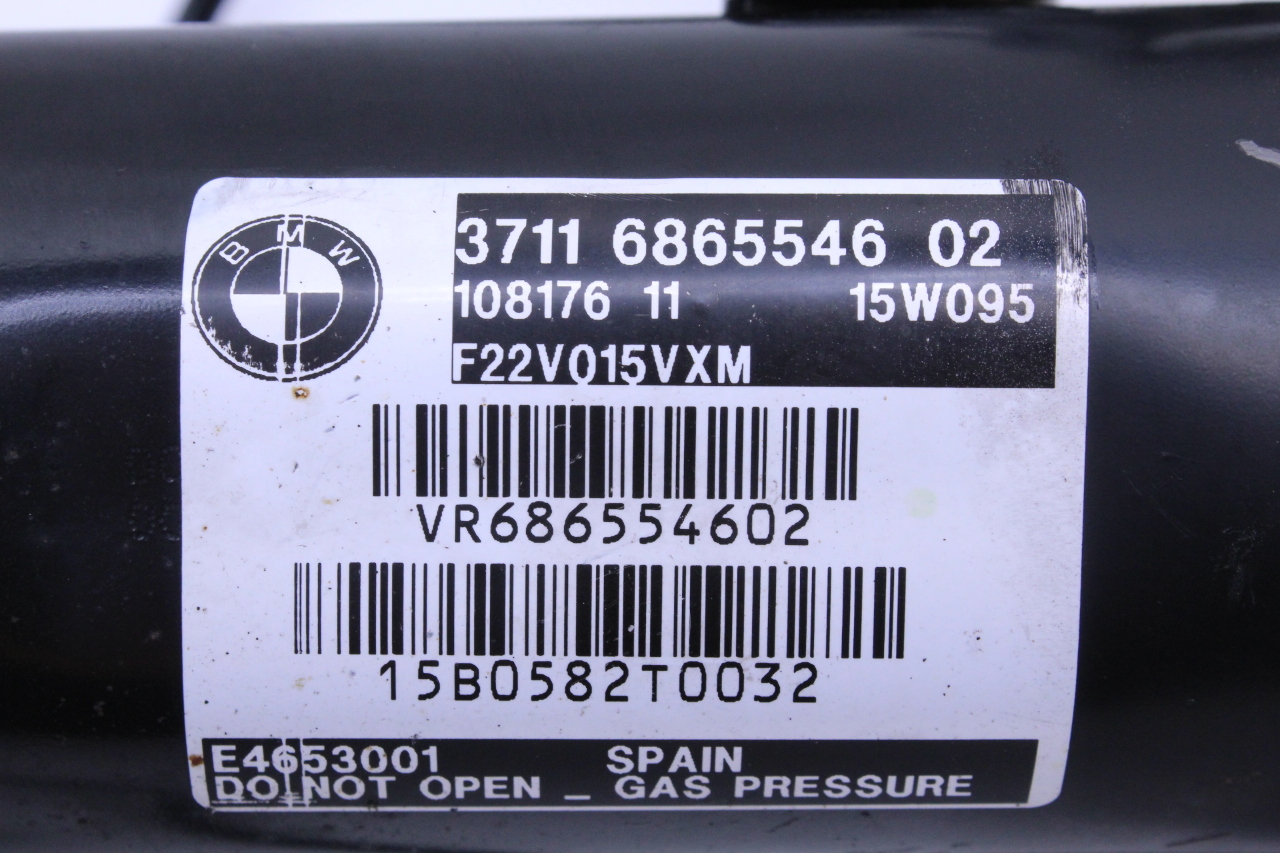 BMW
3711 6865546 02
108176 11 15W095
F22V015VXM
VR686554602
15B0582T0032
E4653001 SPAIN
DO NOT OPEN _ GAS PRESSURE